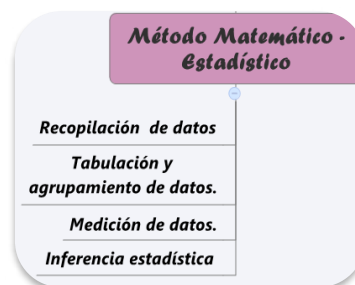 Método Matemático -
Estadístico
Recopilación de datos
Tabulación y
agrupamiento de datos.
Medición de datos.
Inferencia estadística